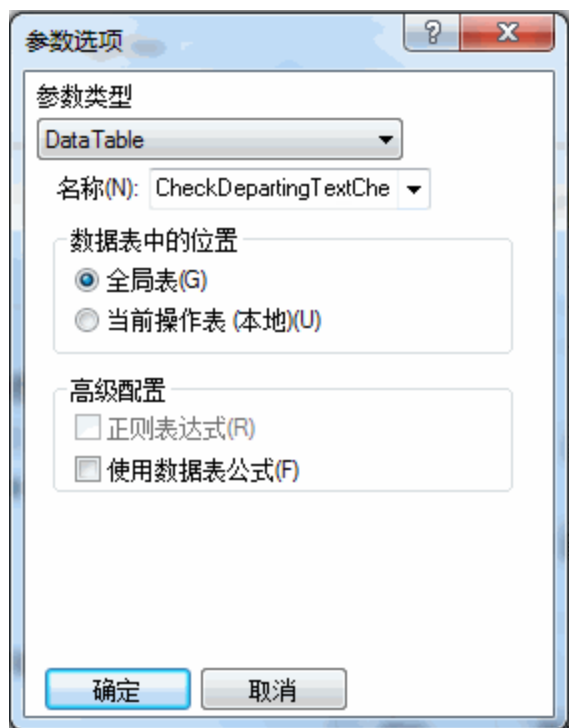 参数选项
参数类型
DataTable
名称(N): CheckDepartingTextChe
数据表中的位置
全局表(G)
当前操作表 (本地)(U)
高级配置
正则表达式(R)
使用数据表公式(F)
确定 取消